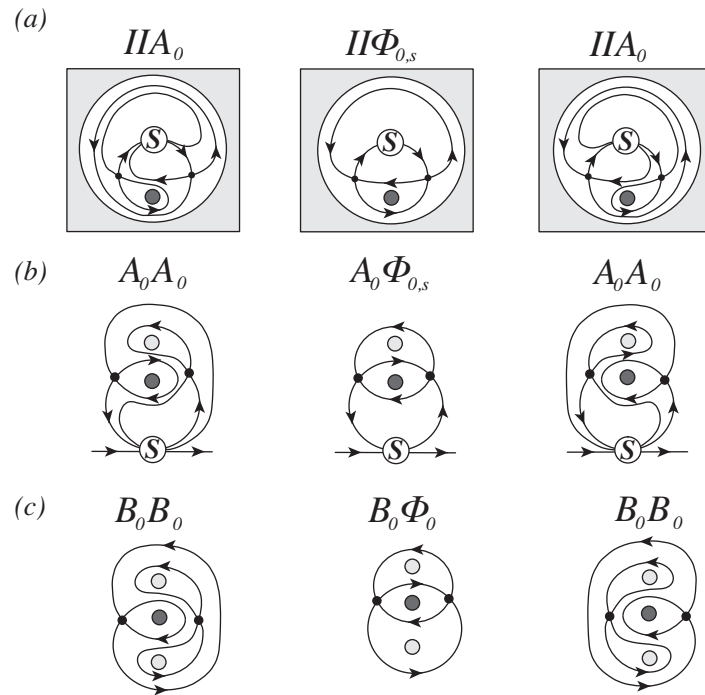 (a)
IIA₀ IIΦ₀,ₛ IIA₀
S S S
(b)
A₀A₀ A₀Φ₀,ₛ A₀A₀
S S S
(c)
B₀B₀ B₀Φ₀ B₀B₀